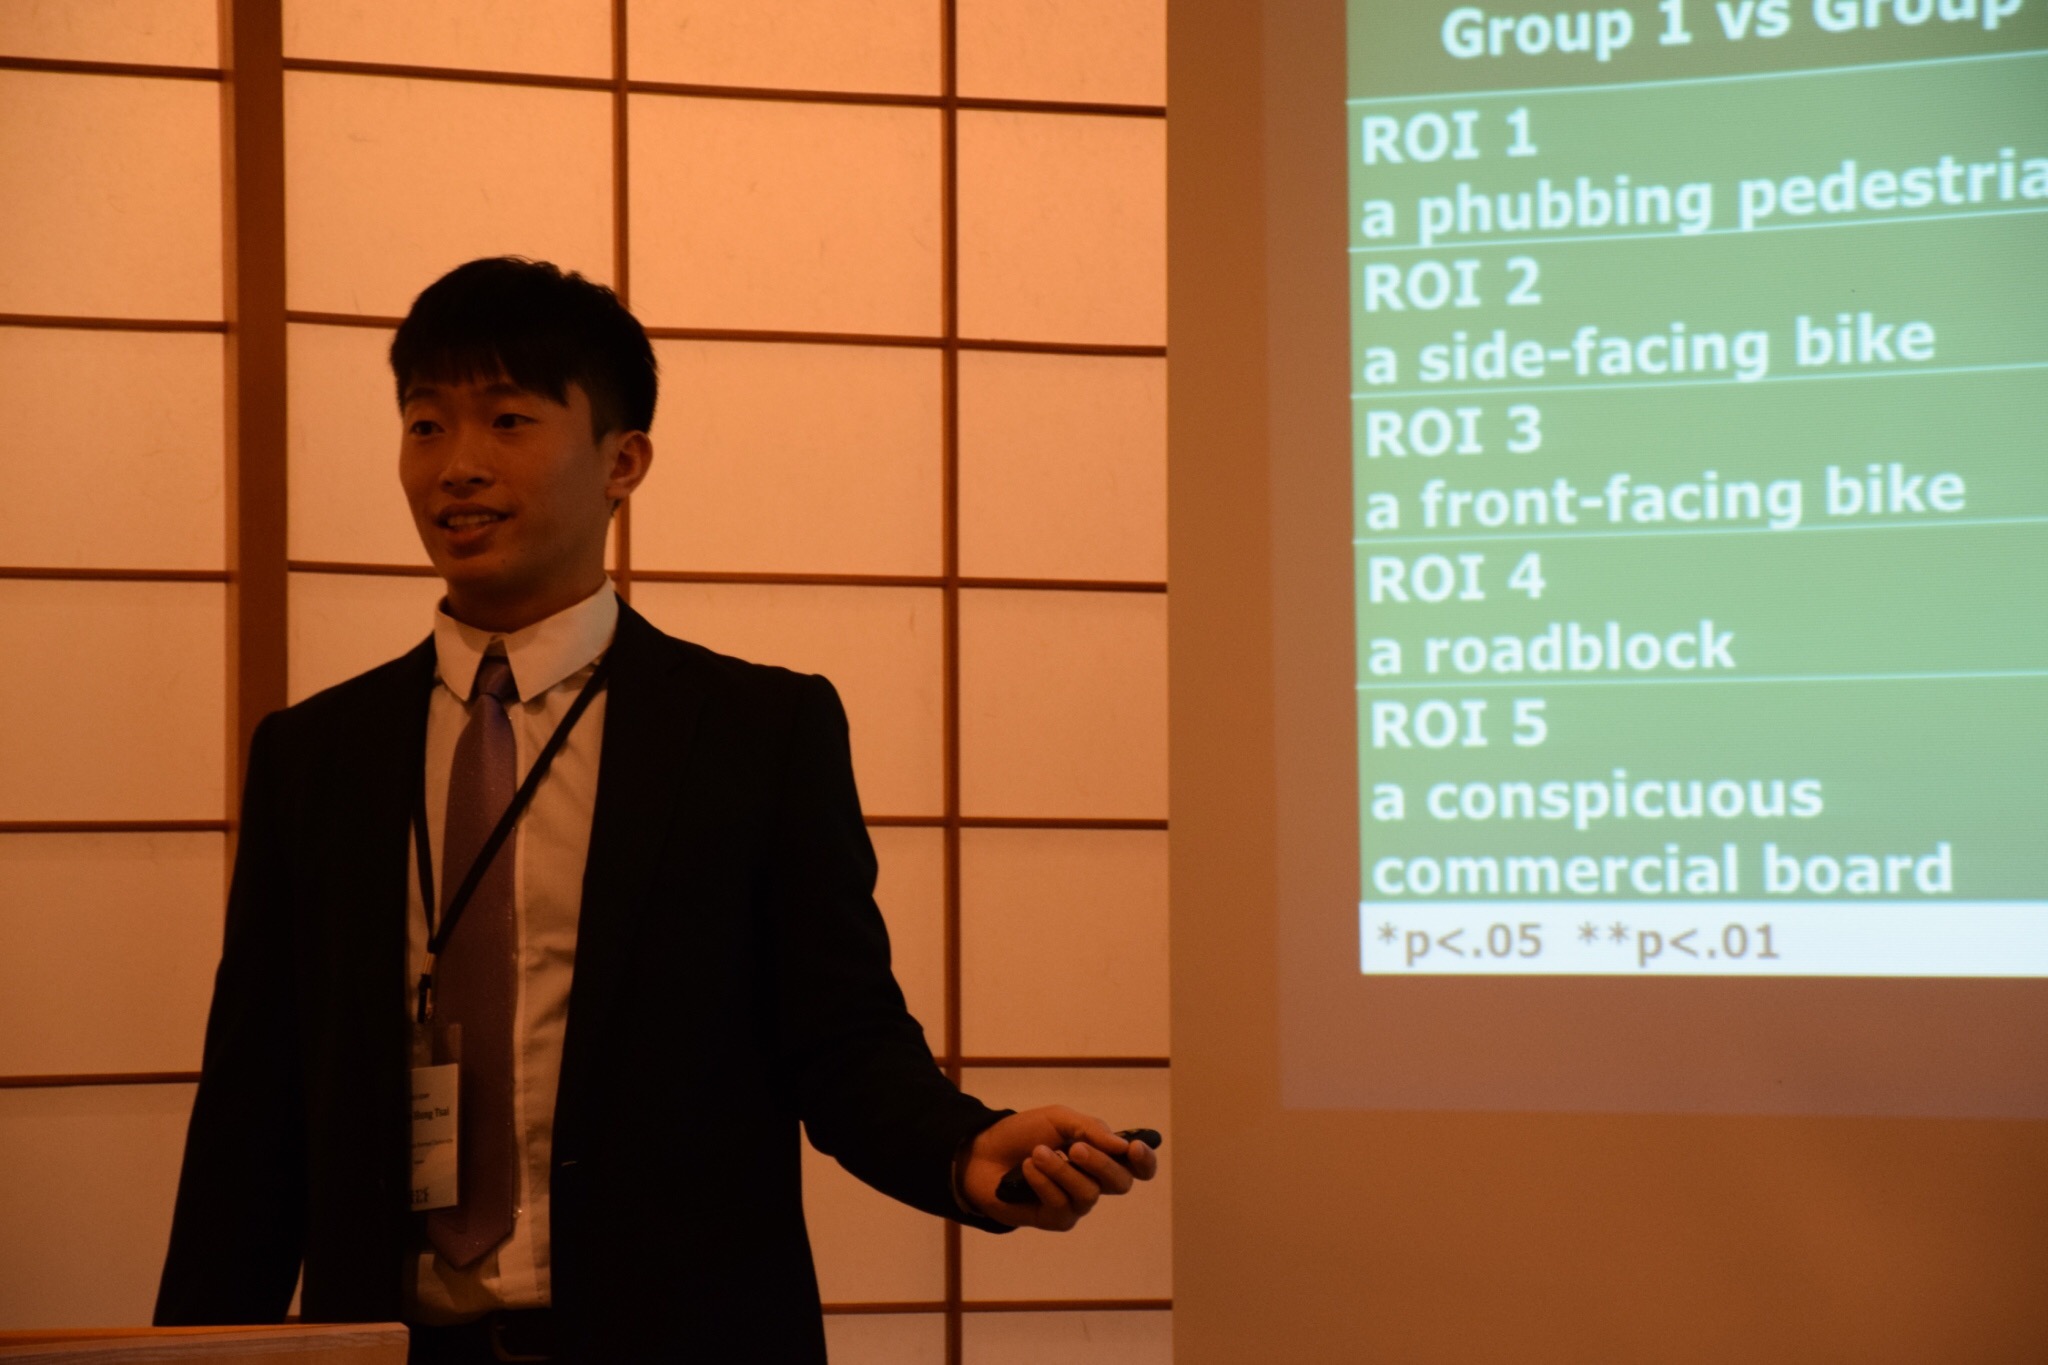 Group 1 vs Group
ROI 1
a phubbing pedestria
ROI 2
a side-facing bike
ROI 3
a front-facing bike
ROI 4
a roadblock
ROI 5
a conspicuous
commercial board
*p<.05 **p<.01
Tsai